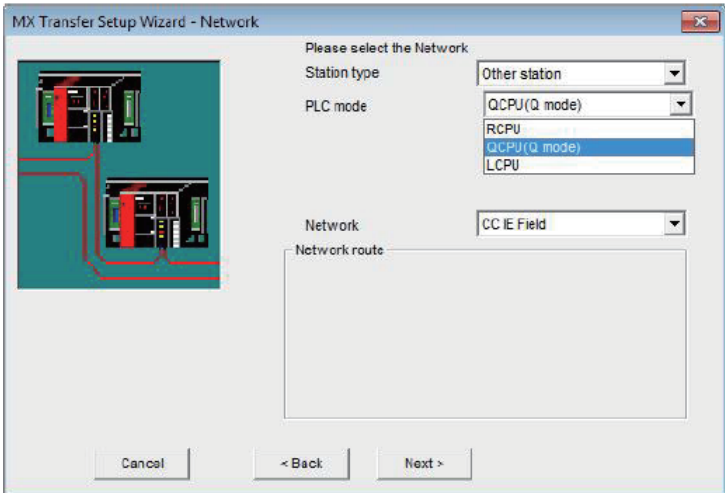 MX Transfer Setup Wizard - Network
Please select the Network
Station type
Other station
PLC mode
QCPU(Q mode)
RCPU
QCPU(Q mode)
LCPU
Network
CC IE Field
Network route
Cancel
< Back
Next >